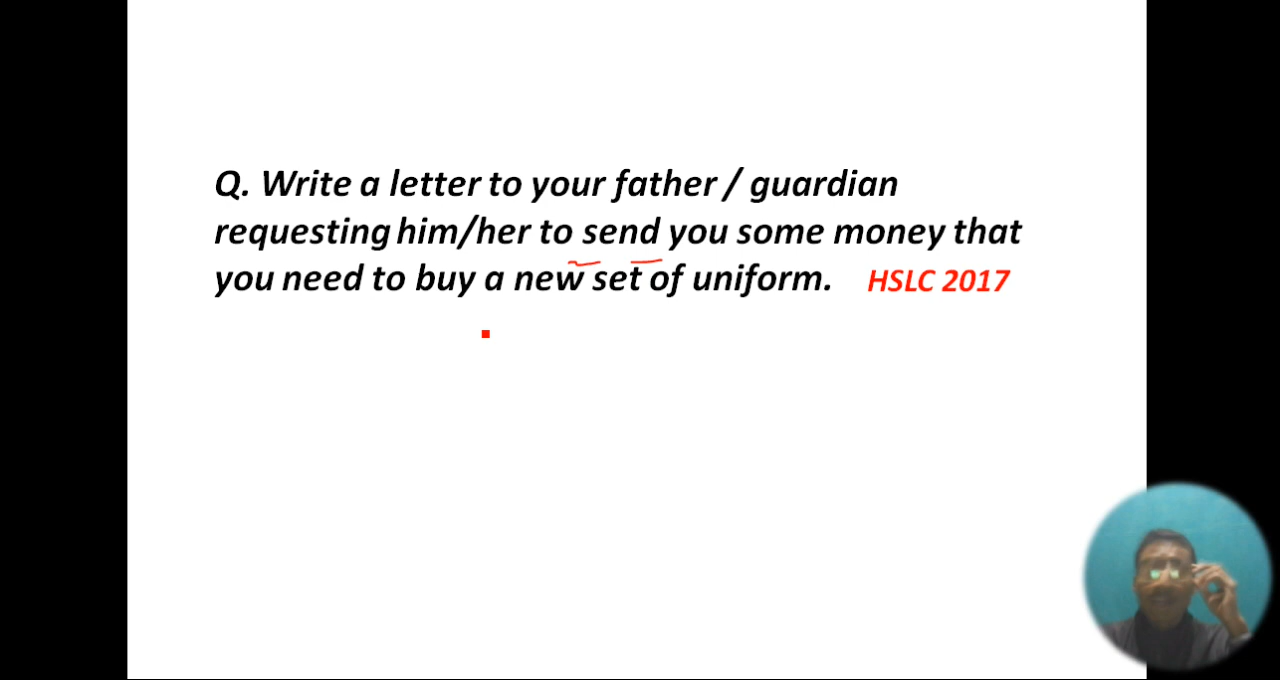 Q. Write a letter to your father / guardian
requesting him/her to send you some money that
you need to buy a new set of uniform. HSLC 2017